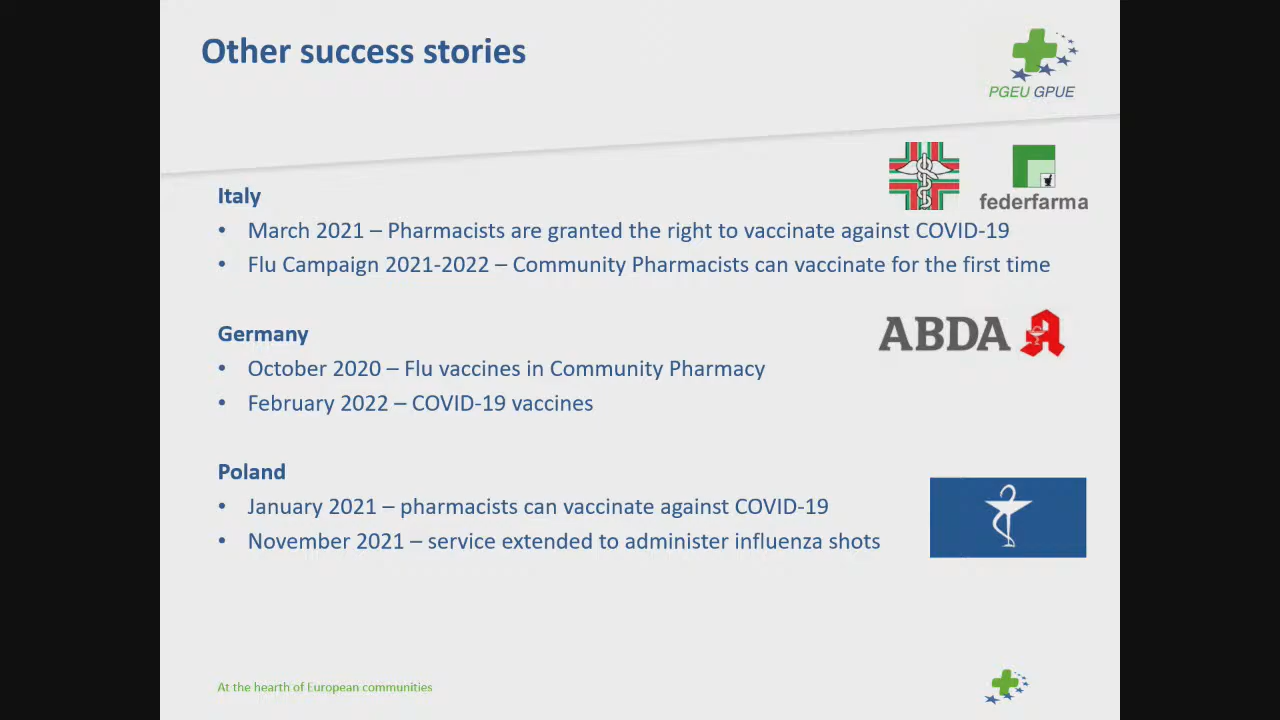 Other success stories
PGEU GPUE
Italy
federfarma
• March 2021 – Pharmacists are granted the right to vaccinate against COVID-19
• Flu Campaign 2021-2022 – Community Pharmacists can vaccinate for the first time
Germany
ABDA
• October 2020 – Flu vaccines in Community Pharmacy
• February 2022 – COVID-19 vaccines
Poland
• January 2021 – pharmacists can vaccinate against COVID-19
• November 2021 – service extended to administer influenza shots
At the hearth of European communities